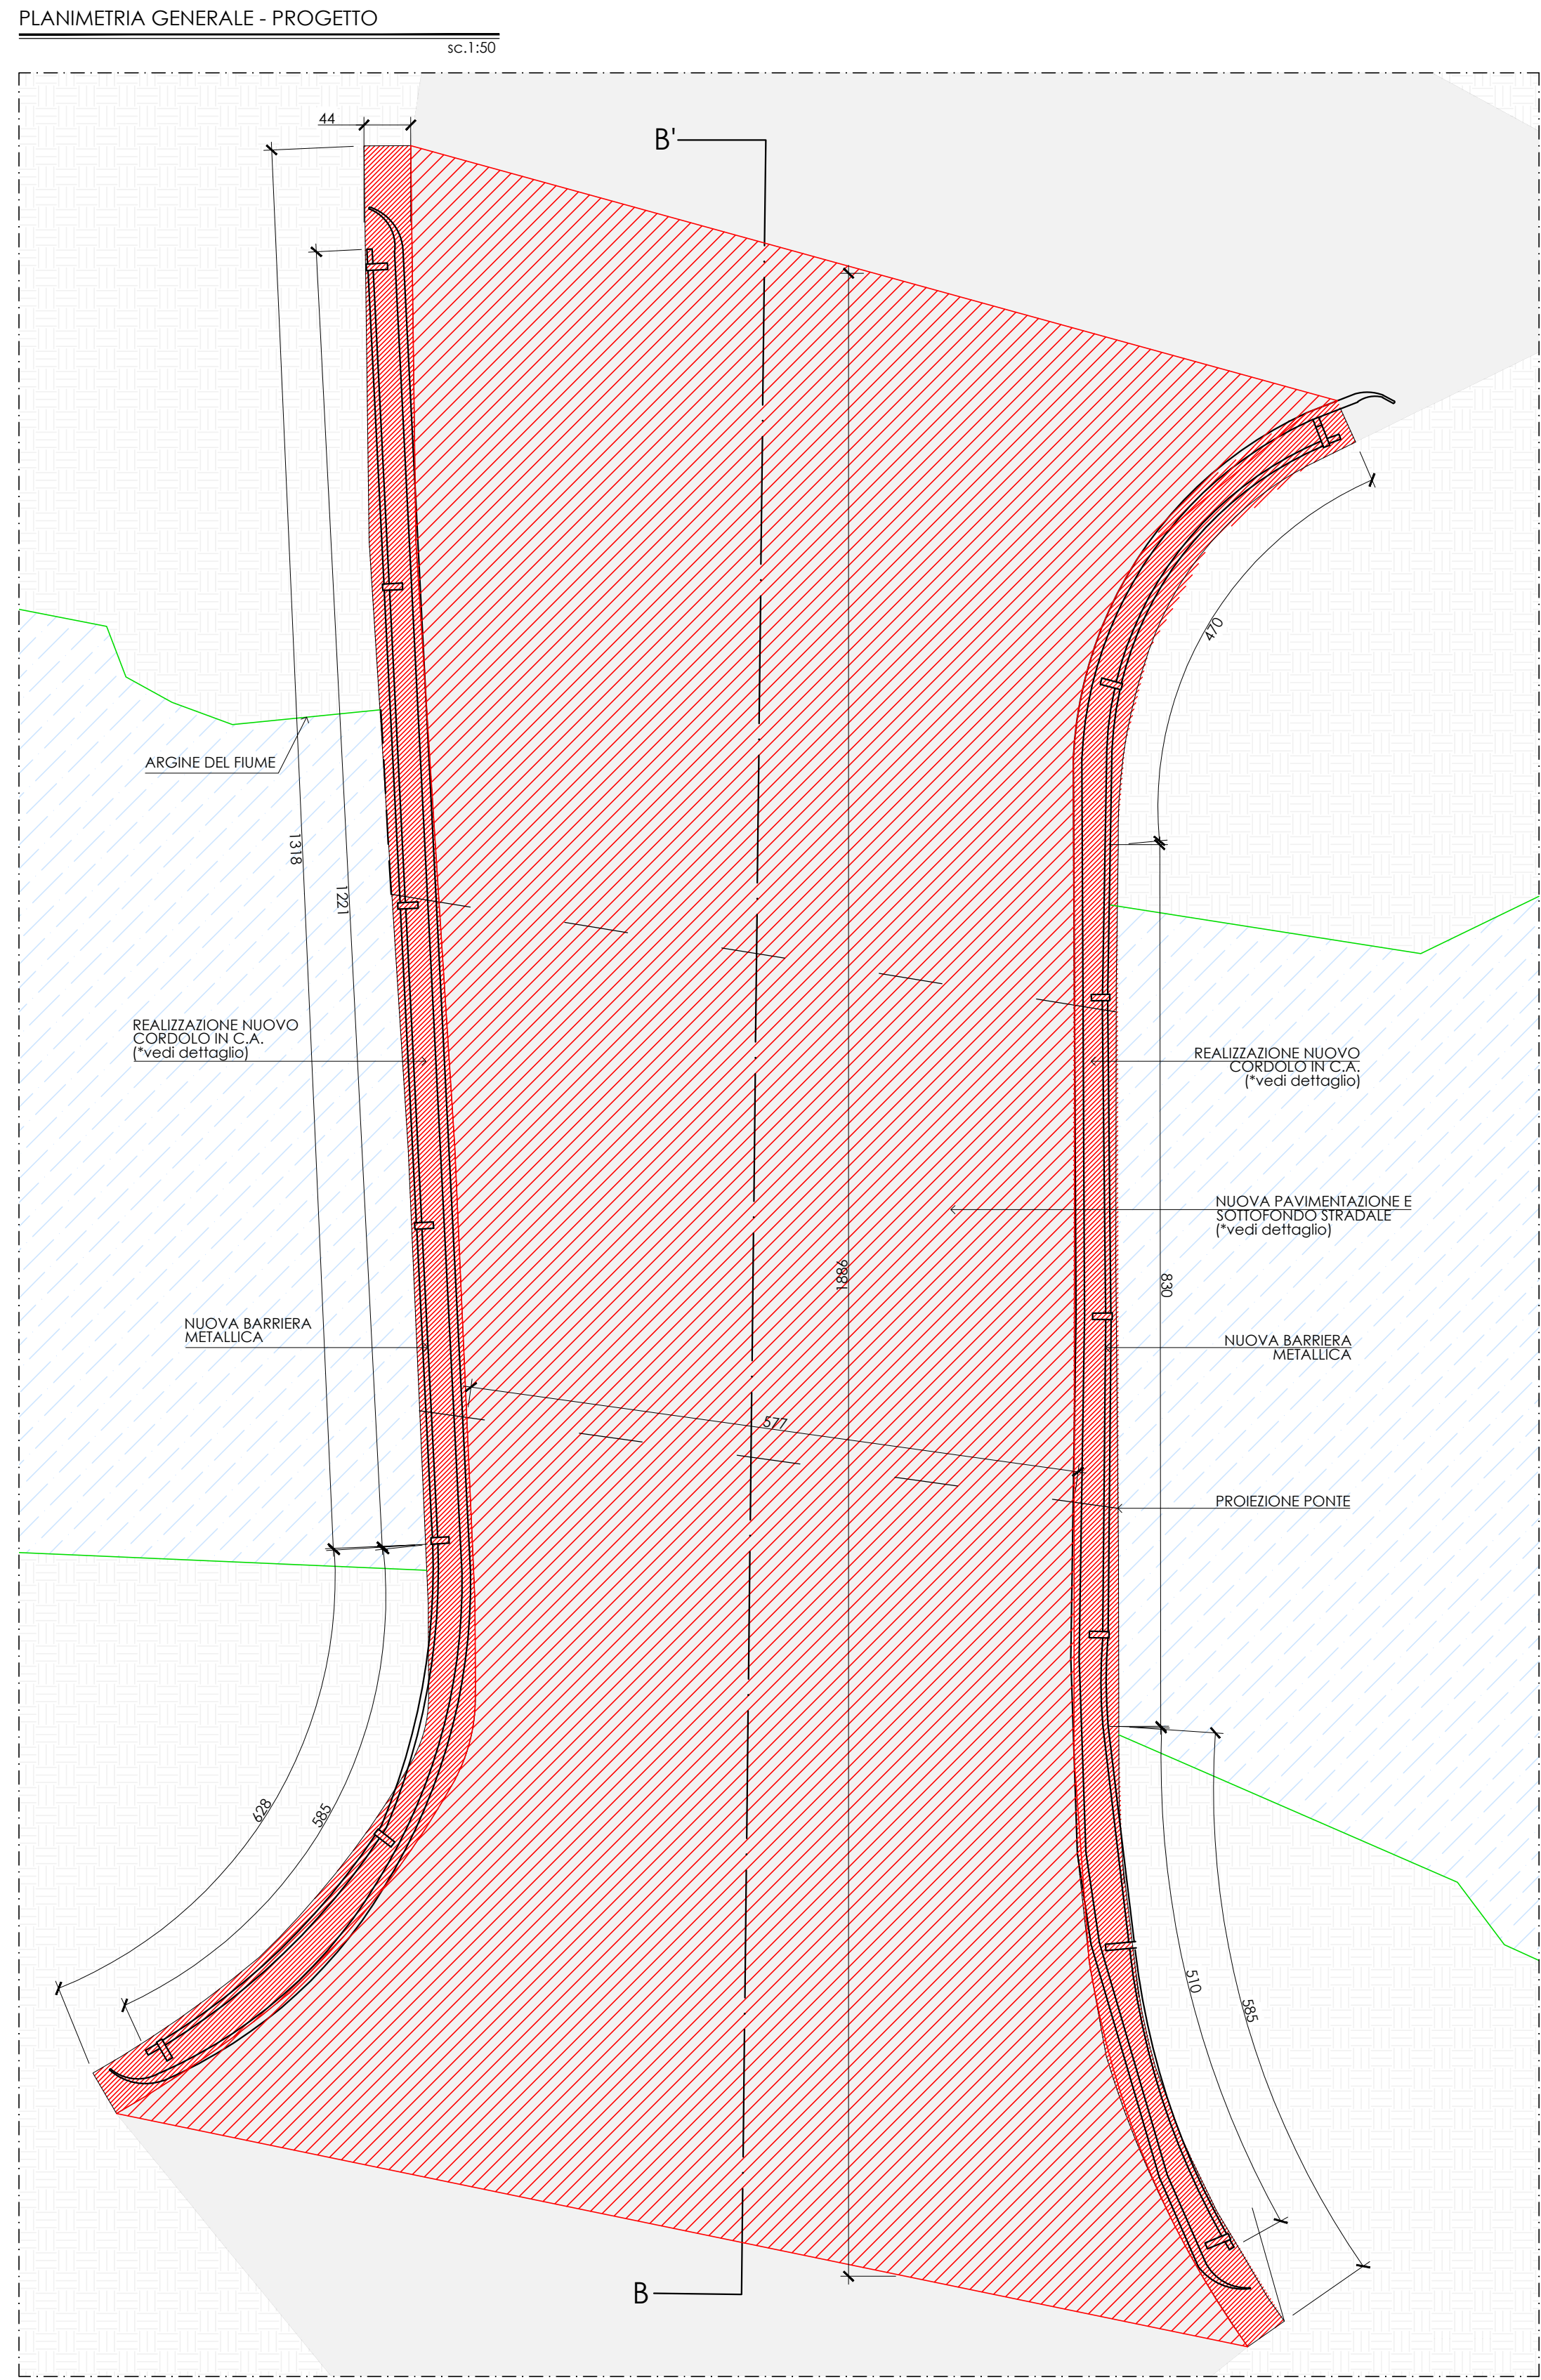 PLANIMETRIA GENERALE - PROGETTO
sc.1:50
44
B'
470
ARGINE DEL FIUME
1318
1221
REALIZZAZIONE NUOVO
CORDOLO IN C.A.
(*vedi dettaglio)
REALIZZAZIONE NUOVO
CORDOLO IN C.A.
(*vedi dettaglio)
NUOVA PAVIMENTAZIONE E
SOTTOFONDO STRADALE
(*vedi dettaglio)
1886
830
NUOVA BARRIERA
METALLICA
NUOVA BARRIERA
METALLICA
577
PROIEZIONE PONTE
628
585
510
585
B